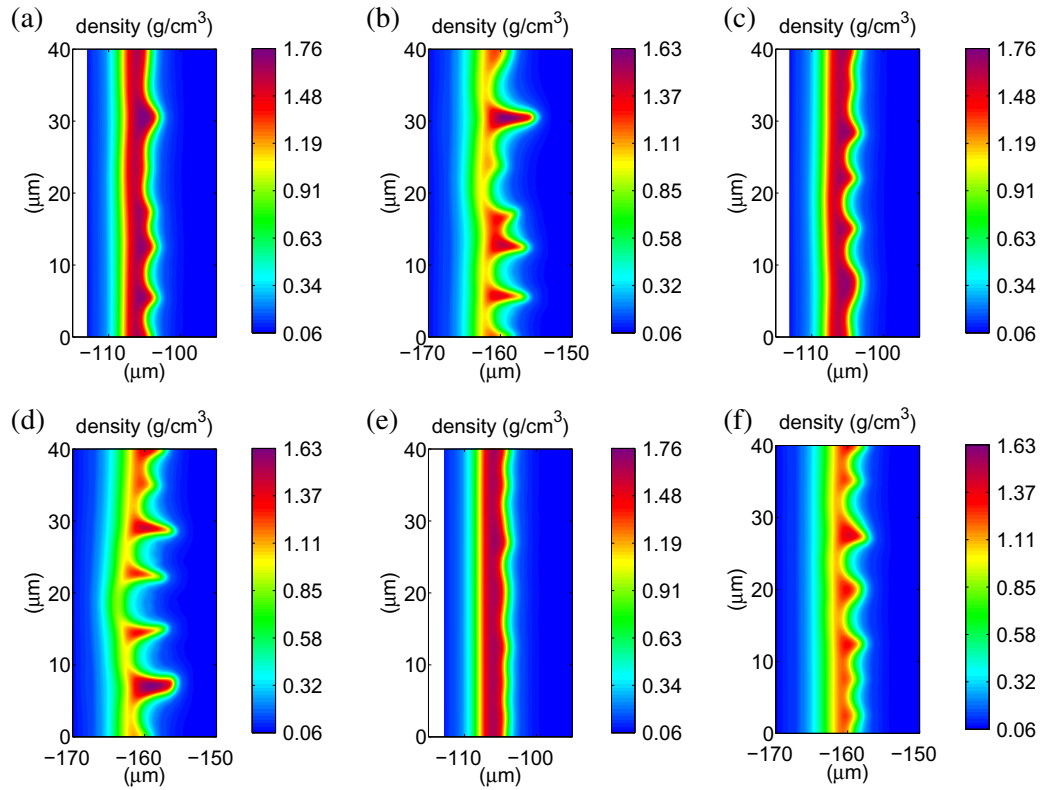 (a)
density (g/cm³)
40
30
20
10
0
−110 −100
(μm)
(μm)
1.76
1.48
1.20
0.91
0.63
0.35
0.06
(b)
density (g/cm³)
40
30
20
10
0
−170 −160 −150
(μm)
(μm)
1.63
1.37
1.11
0.85
0.58
0.32
0.06
(c)
density (g/cm³)
40
30
20
10
0
−110 −100
(μm)
(μm)
1.76
1.48
1.20
0.91
0.63
0.35
0.06
(d)
density (g/cm³)
40
30
20
10
0
−170 −160 −150
(μm)
(μm)
1.63
1.37
1.11
0.85
0.58
0.32
0.06
(e)
density (g/cm³)
40
30
20
10
0
−110 −100
(μm)
(μm)
1.76
1.48
1.20
0.91
0.63
0.35
0.06
(f)
density (g/cm³)
40
30
20
10
0
−170 −160 −150
(μm)
(μm)
1.63
1.37
1.11
0.85
0.58
0.32
0.06